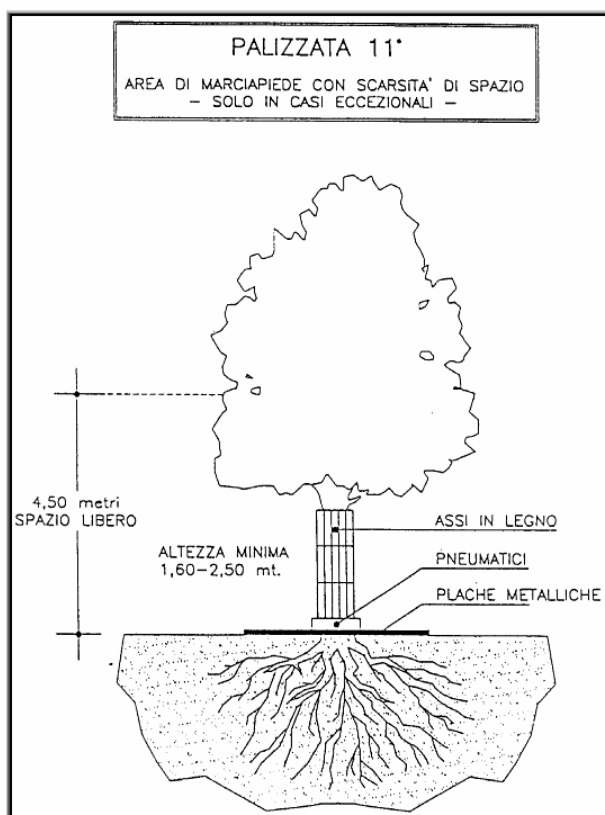 PALIZZATA 11°
AREA DI MARCIAPIEDE CON SCARSITA' DI SPAZIO
– SOLO IN CASI ECCEZIONALI –
4,50 metri
SPAZIO LIBERO
ALTEZZA MINIMA
1,60–2,50 mt.
ASSI IN LEGNO
PNEUMATICI
PLACHE METALLICHE